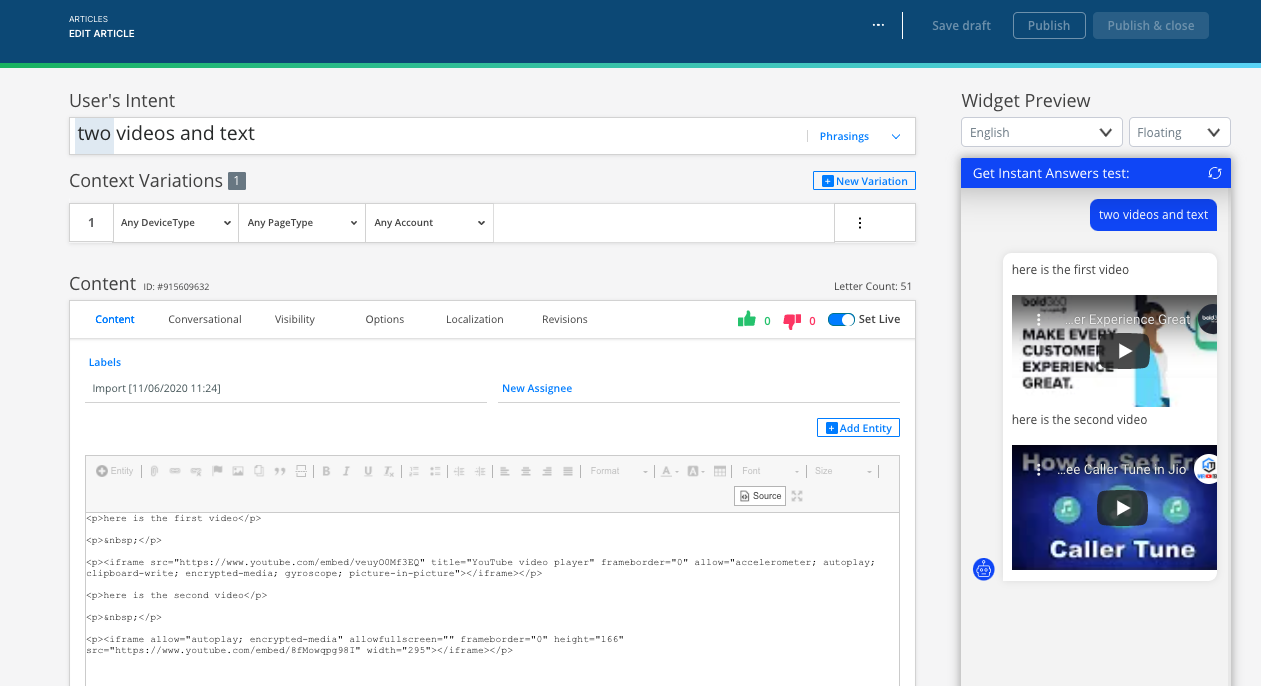 ARTICLES
EDIT ARTICLE
Save draft
Publish
Publish & close
User's Intent
two videos and text
Phrasings
Context Variations 1
New Variation
1 Any DeviceType Any PageType Any Account
Content ID: #915609632
Letter Count: 51
Content Conversational Visibility Options Localization Revisions 0 0 Set Live
Labels
Import [11/06/2020 11:24]
New Assignee
Add Entity
Entity B I U Tx Format A A Font Size
Source
<p>here is the first video</p>
<p>&nbsp;</p>
<p><iframe src="https://www.youtube.com/embed/veuyO0Mf3EQ" title="YouTube video player" frameborder="0" allow="accelerometer; autoplay;
clipboard-write; encrypted-media; gyroscope; picture-in-picture"></iframe></p>
<p>here is the second video</p>
<p>&nbsp;</p>
<p><iframe allow="autoplay; encrypted-media" allowfullscreen="" frameborder="0" height="166"
src="https://www.youtube.com/embed/8fMowqpg98I" width="295"></iframe></p>
Widget Preview
English
Floating
Get Instant Answers test:
two videos and text
here is the first video
bold360
...er Experience Great
MAKE EVERY
CUSTOMER
EXPERIENCE
GREAT.
here is the second video
How to Set Fr
...ee Caller Tune in Jio
Caller Tune